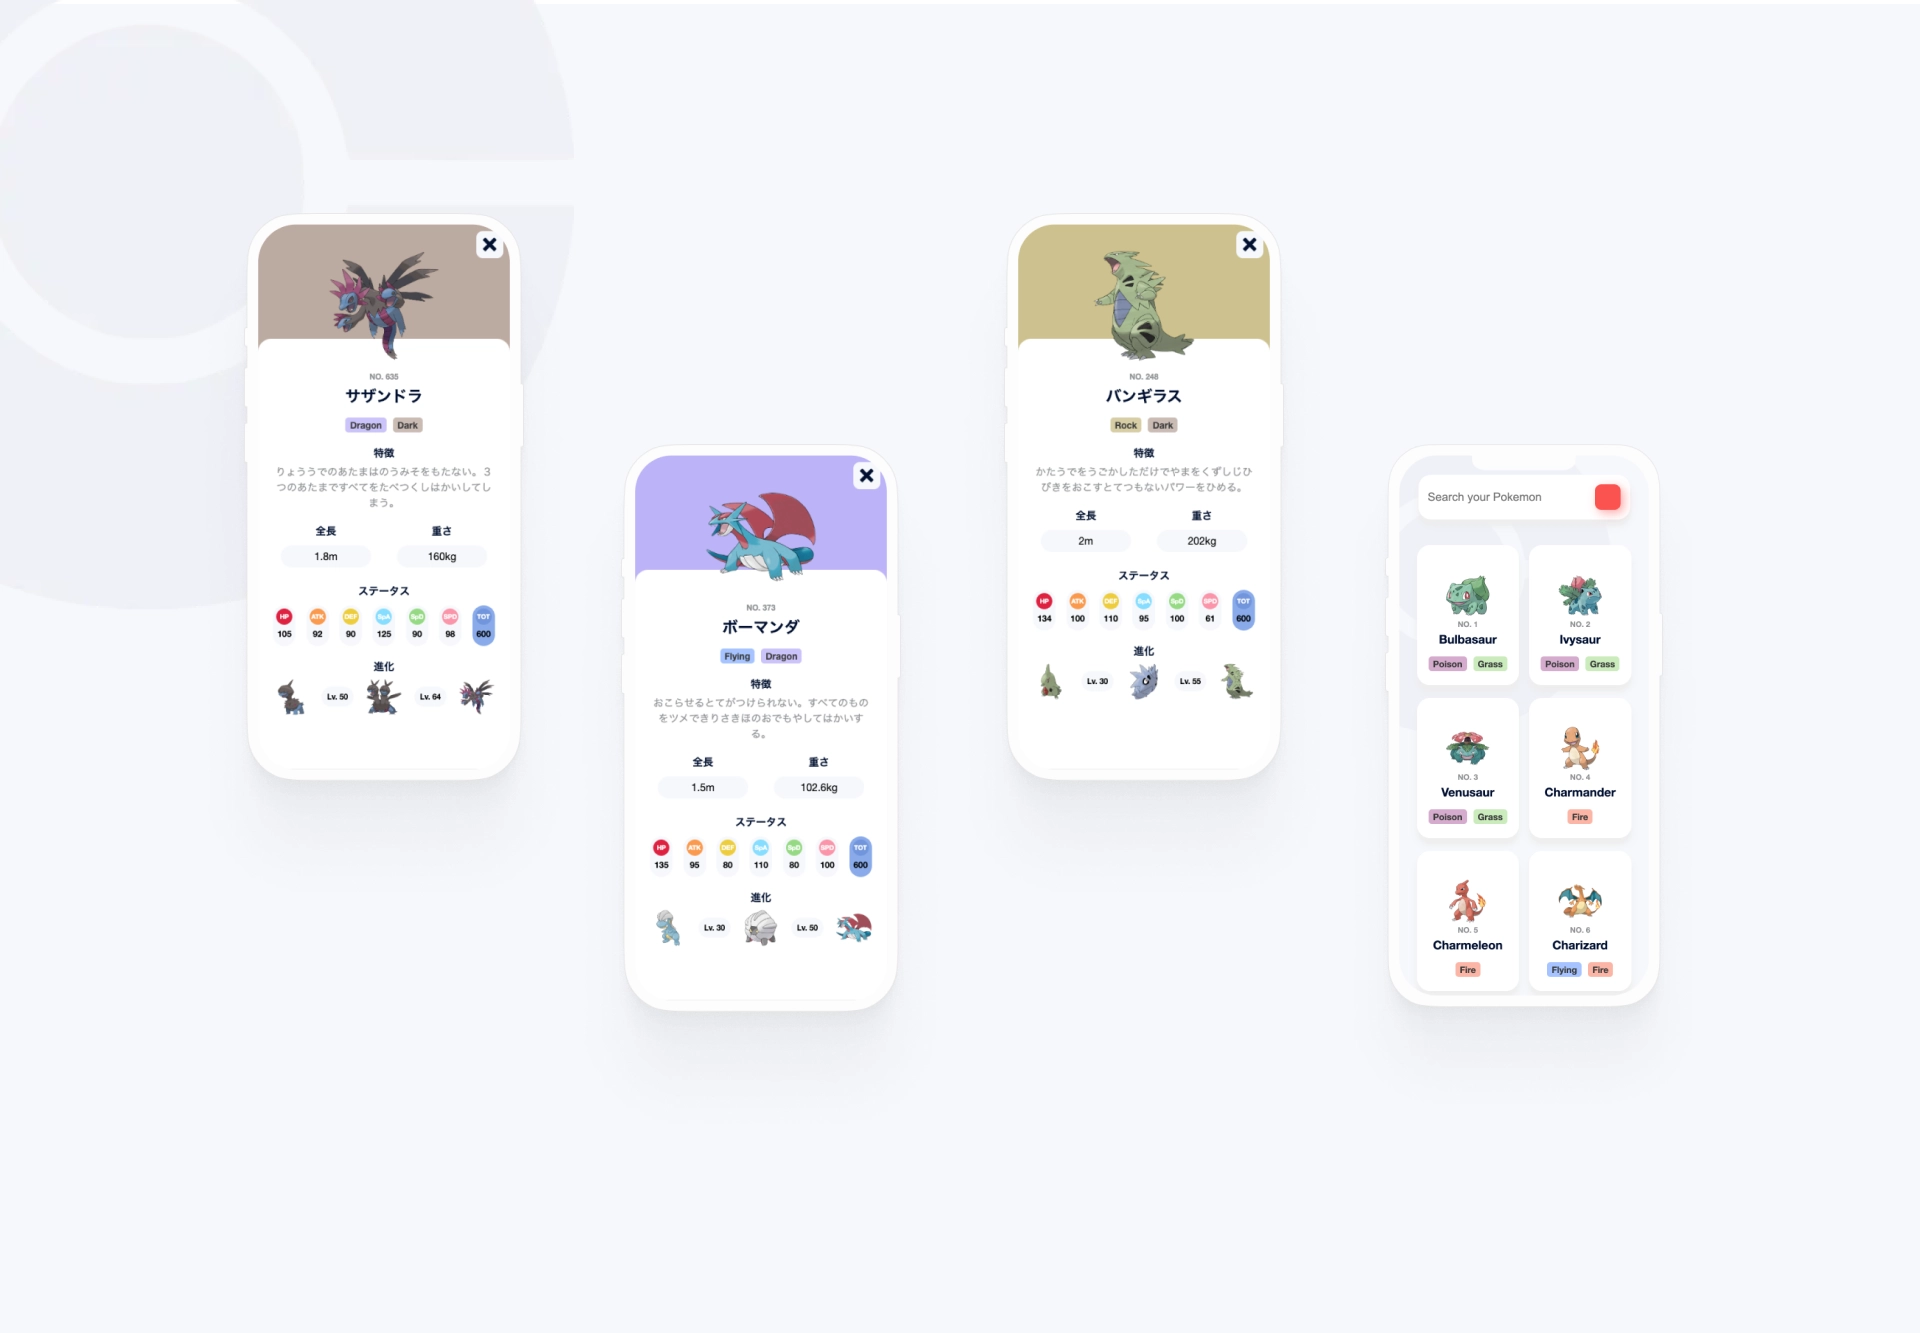 NO. 635
サザンドラ
Dragon Dark
特徴
りょううでのあたまはのうみそをもたない。3
つのあたまですべてをたべつくしはかいしてし
まう。
全長 重さ
1.8m 160kg
ステータス
HP ATK DEF SpA SpD SPD TOT
105 92 90 125 90 98 600
進化
Lv. 50 Lv. 64
NO. 373
ボーマンダ
Flying Dragon
特徴
おこらせるとてがつけられない。すべてのもの
をツメできりさきほのおでもやしてはかいす
る。
全長 重さ
1.5m 102.6kg
ステータス
HP ATK DEF SpA SpD SPD TOT
135 95 80 110 80 100 600
進化
Lv. 30 Lv. 50
NO. 248
バンギラス
Rock Dark
特徴
かたうでをうごかしただけでやまをくずしじひ
びきをおこすとてつもないパワーをひめる。
全長 重さ
2m 202kg
ステータス
HP ATK DEF SpA SpD SPD TOT
134 100 110 95 100 61 600
進化
Lv. 30 Lv. 55
Search your Pokemon
NO. 1
Bulbasaur
Poison Grass
NO. 2
Ivysaur
Poison Grass
NO. 3
Venusaur
Poison Grass
NO. 4
Charmander
Fire
NO. 5
Charmeleon
Fire
NO. 6
Charizard
Flying Fire